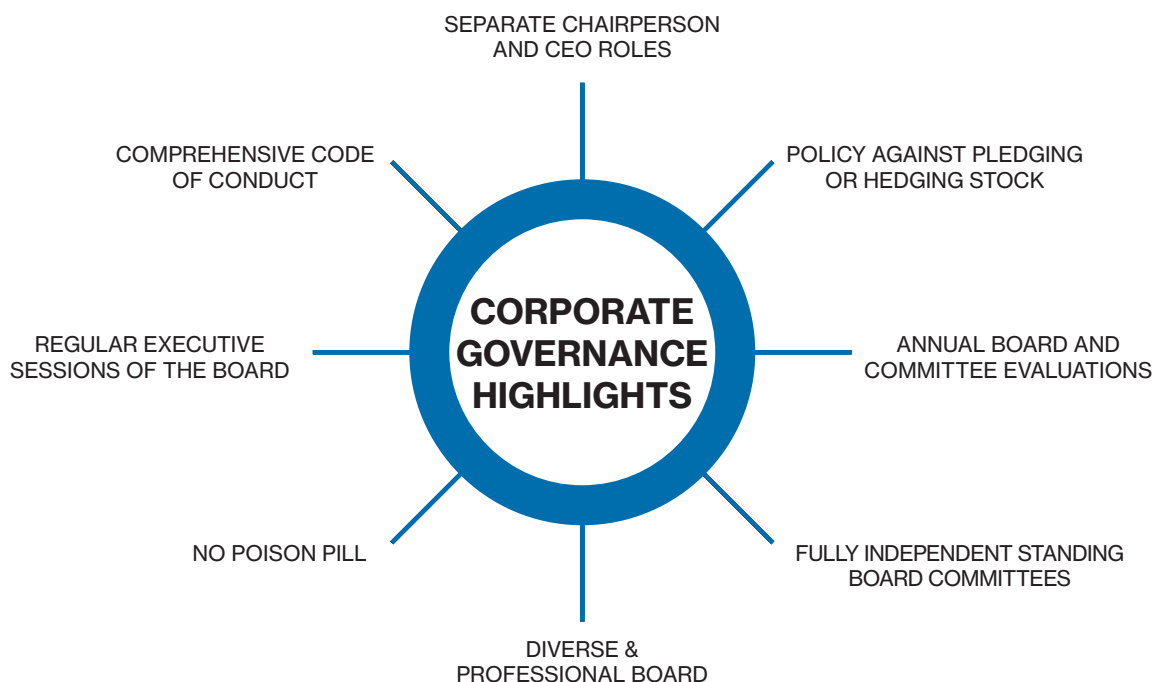 SEPARATE CHAIRPERSON
AND CEO ROLES
COMPREHENSIVE CODE
OF CONDUCT
POLICY AGAINST PLEDGING
OR HEDGING STOCK
CORPORATE
GOVERNANCE
HIGHLIGHTS
REGULAR EXECUTIVE
SESSIONS OF THE BOARD
ANNUAL BOARD AND
COMMITTEE EVALUATIONS
NO POISON PILL
FULLY INDEPENDENT STANDING
BOARD COMMITTEES
DIVERSE &
PROFESSIONAL BOARD